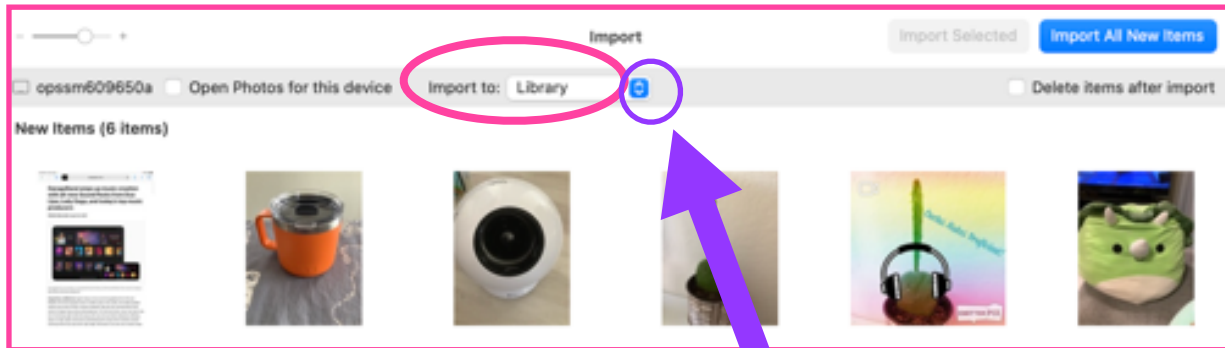 Import
Import Selected
Import All New Items
opssm609650a
Open Photos for this device
Import to: Library
Delete items after import
New Items (6 items)